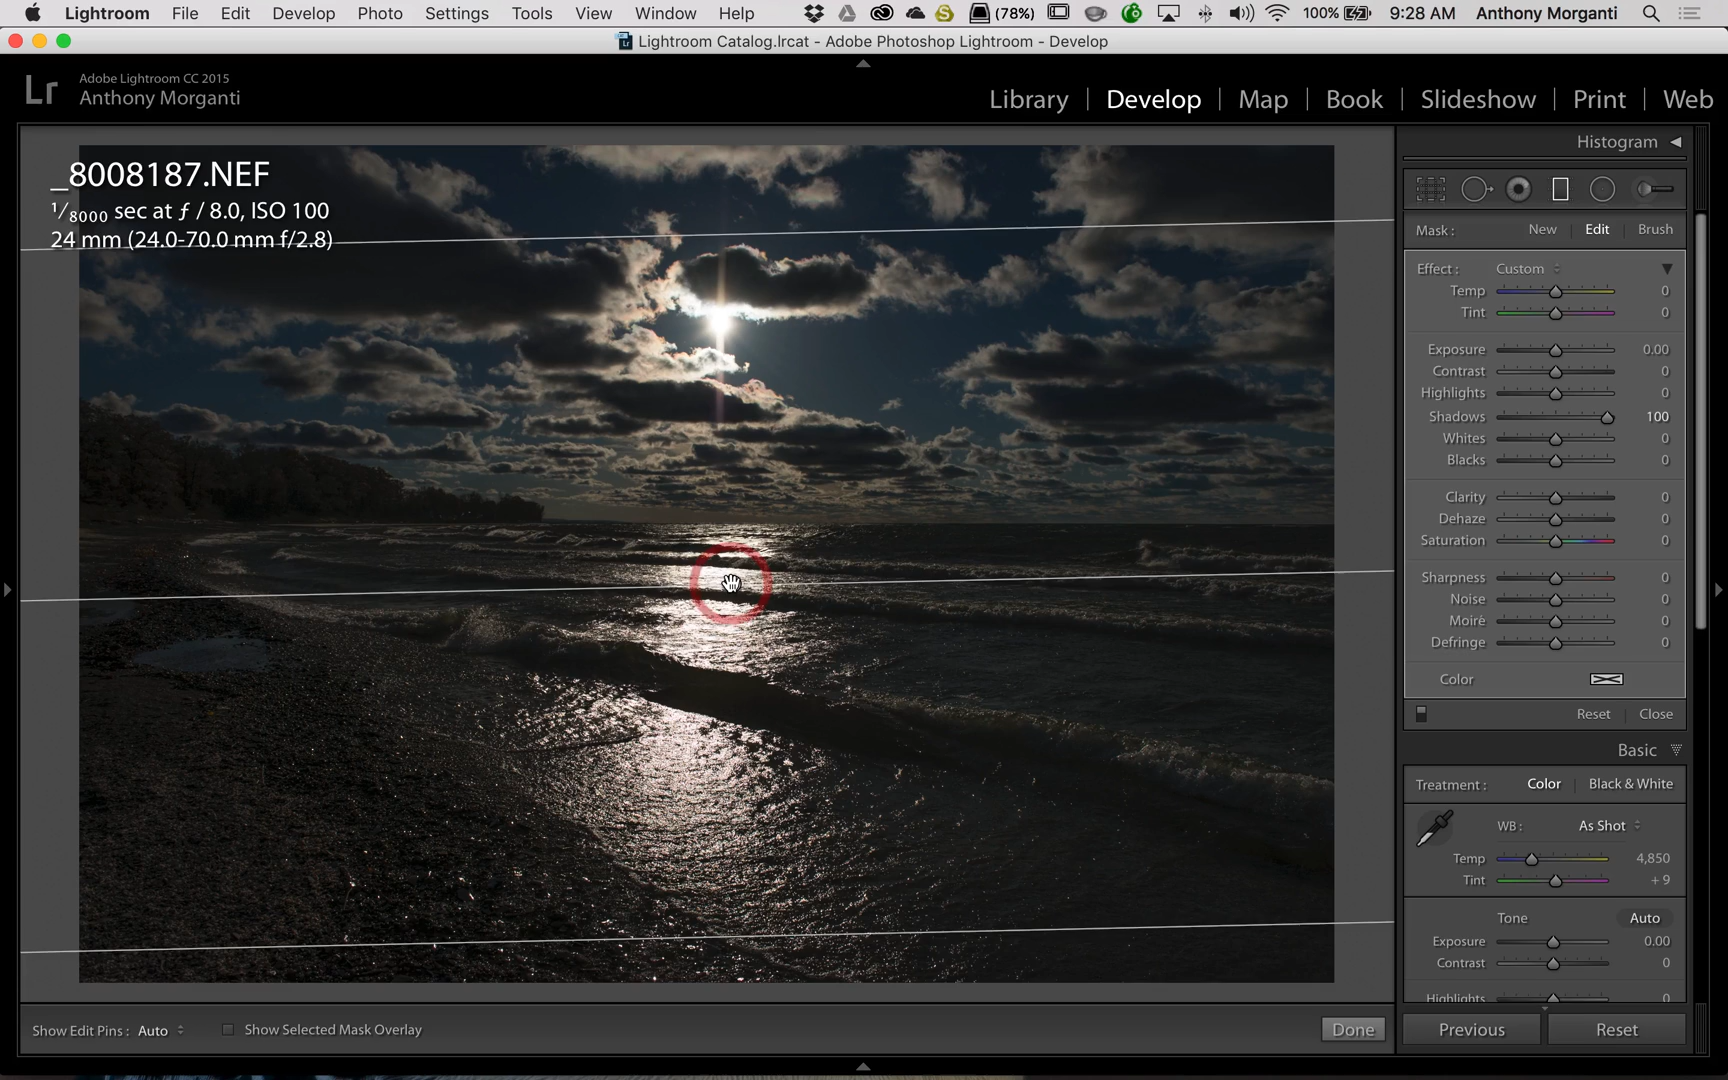 Lightroom File Edit Develop Photo Settings Tools View Window Help (78%) 100% 9:28 AM Anthony Morganti
Lightroom Catalog.lrcat - Adobe Photoshop Lightroom - Develop
Lr Adobe Lightroom CC 2015
Anthony Morganti
Library | Develop | Map | Book | Slideshow | Print | Web
Histogram
_8008187.NEF
1/8000 sec at ƒ / 8.0, ISO 100
24 mm (24.0-70.0 mm f/2.8)
Mask : New Edit Brush
Effect : Custom
Temp 0
Tint 0
Exposure 0.00
Contrast 0
Highlights 0
Shadows 100
Whites 0
Blacks 0
Clarity 0
Dehaze 0
Saturation 0
Sharpness 0
Noise 0
Moiré 0
Defringe 0
Color
Reset | Close
Basic
Treatment : Color | Black & White
WB : As Shot
Temp 4,850
Tint + 9
Tone Auto
Exposure 0.00
Contrast 0
Highlights 0
Show Edit Pins : Auto Show Selected Mask Overlay Done Previous Reset